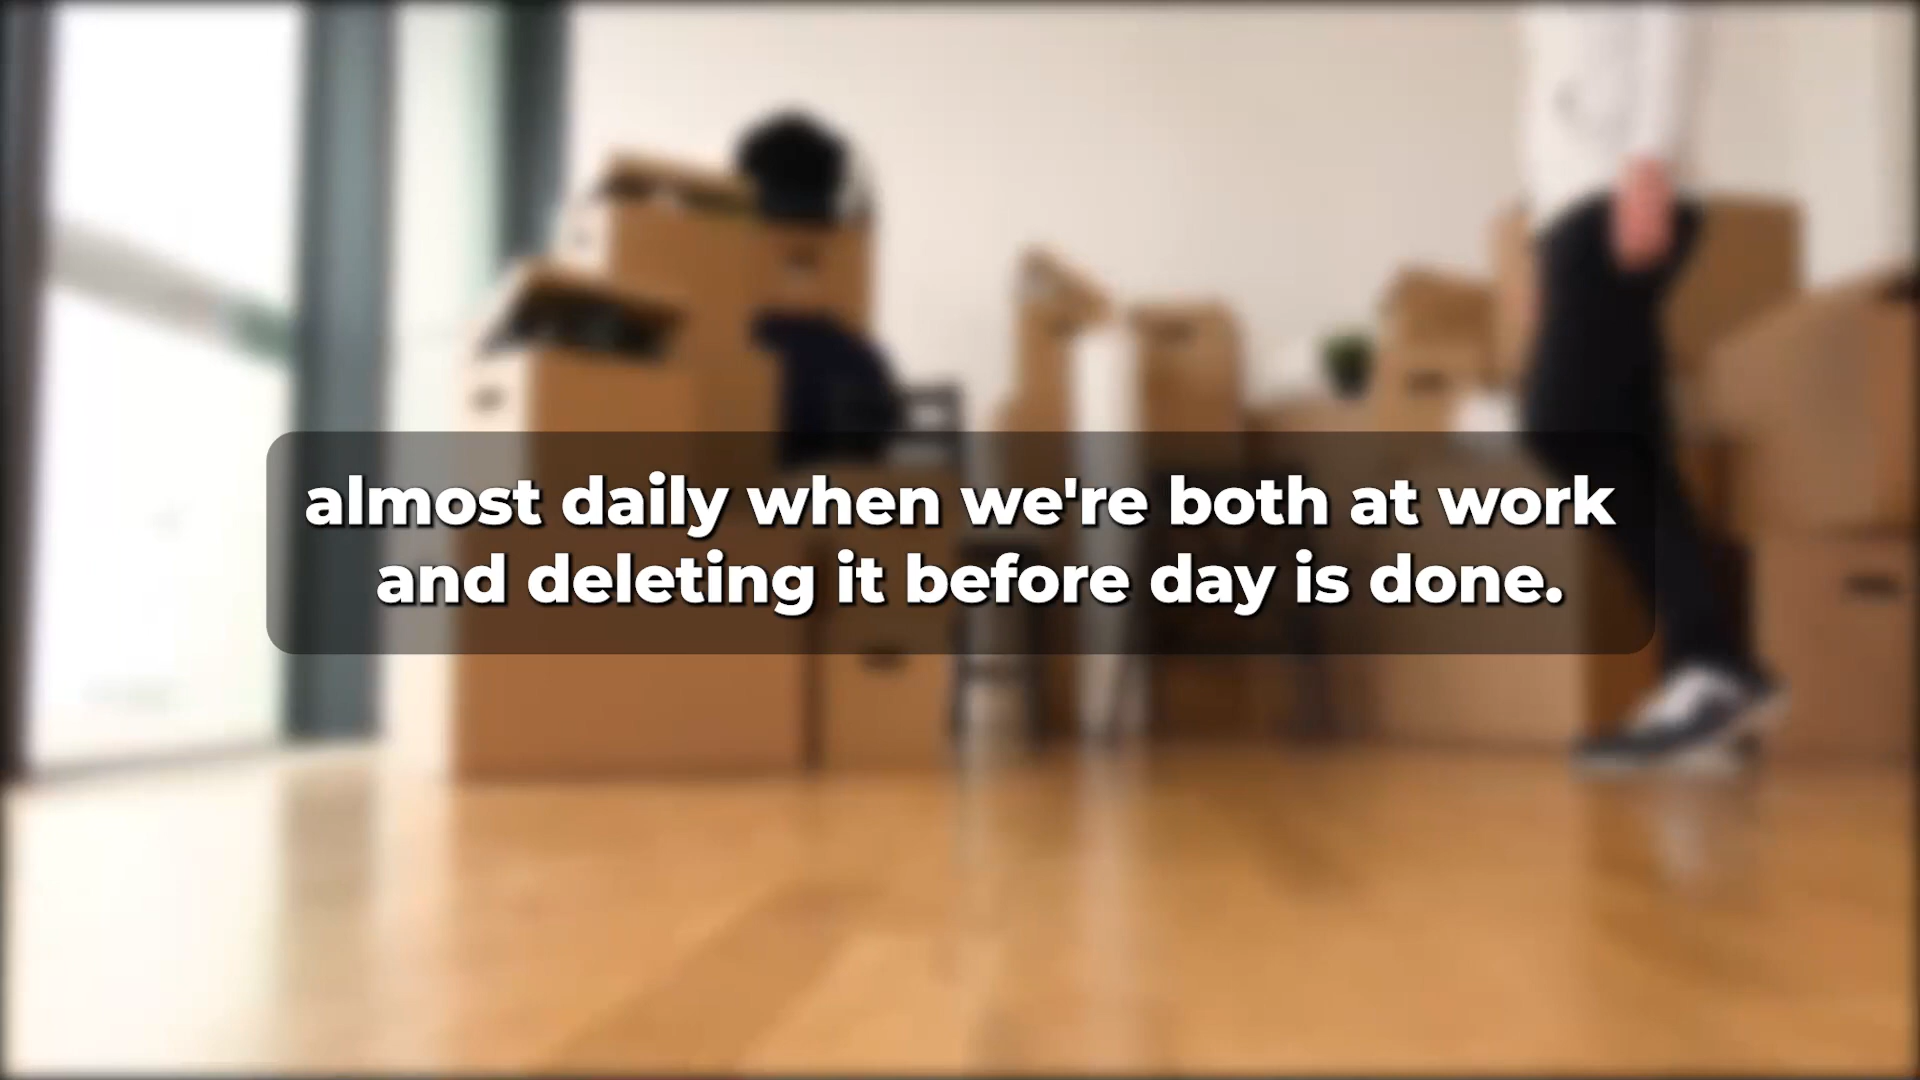 almost daily when we're both at work
and deleting it before day is done.